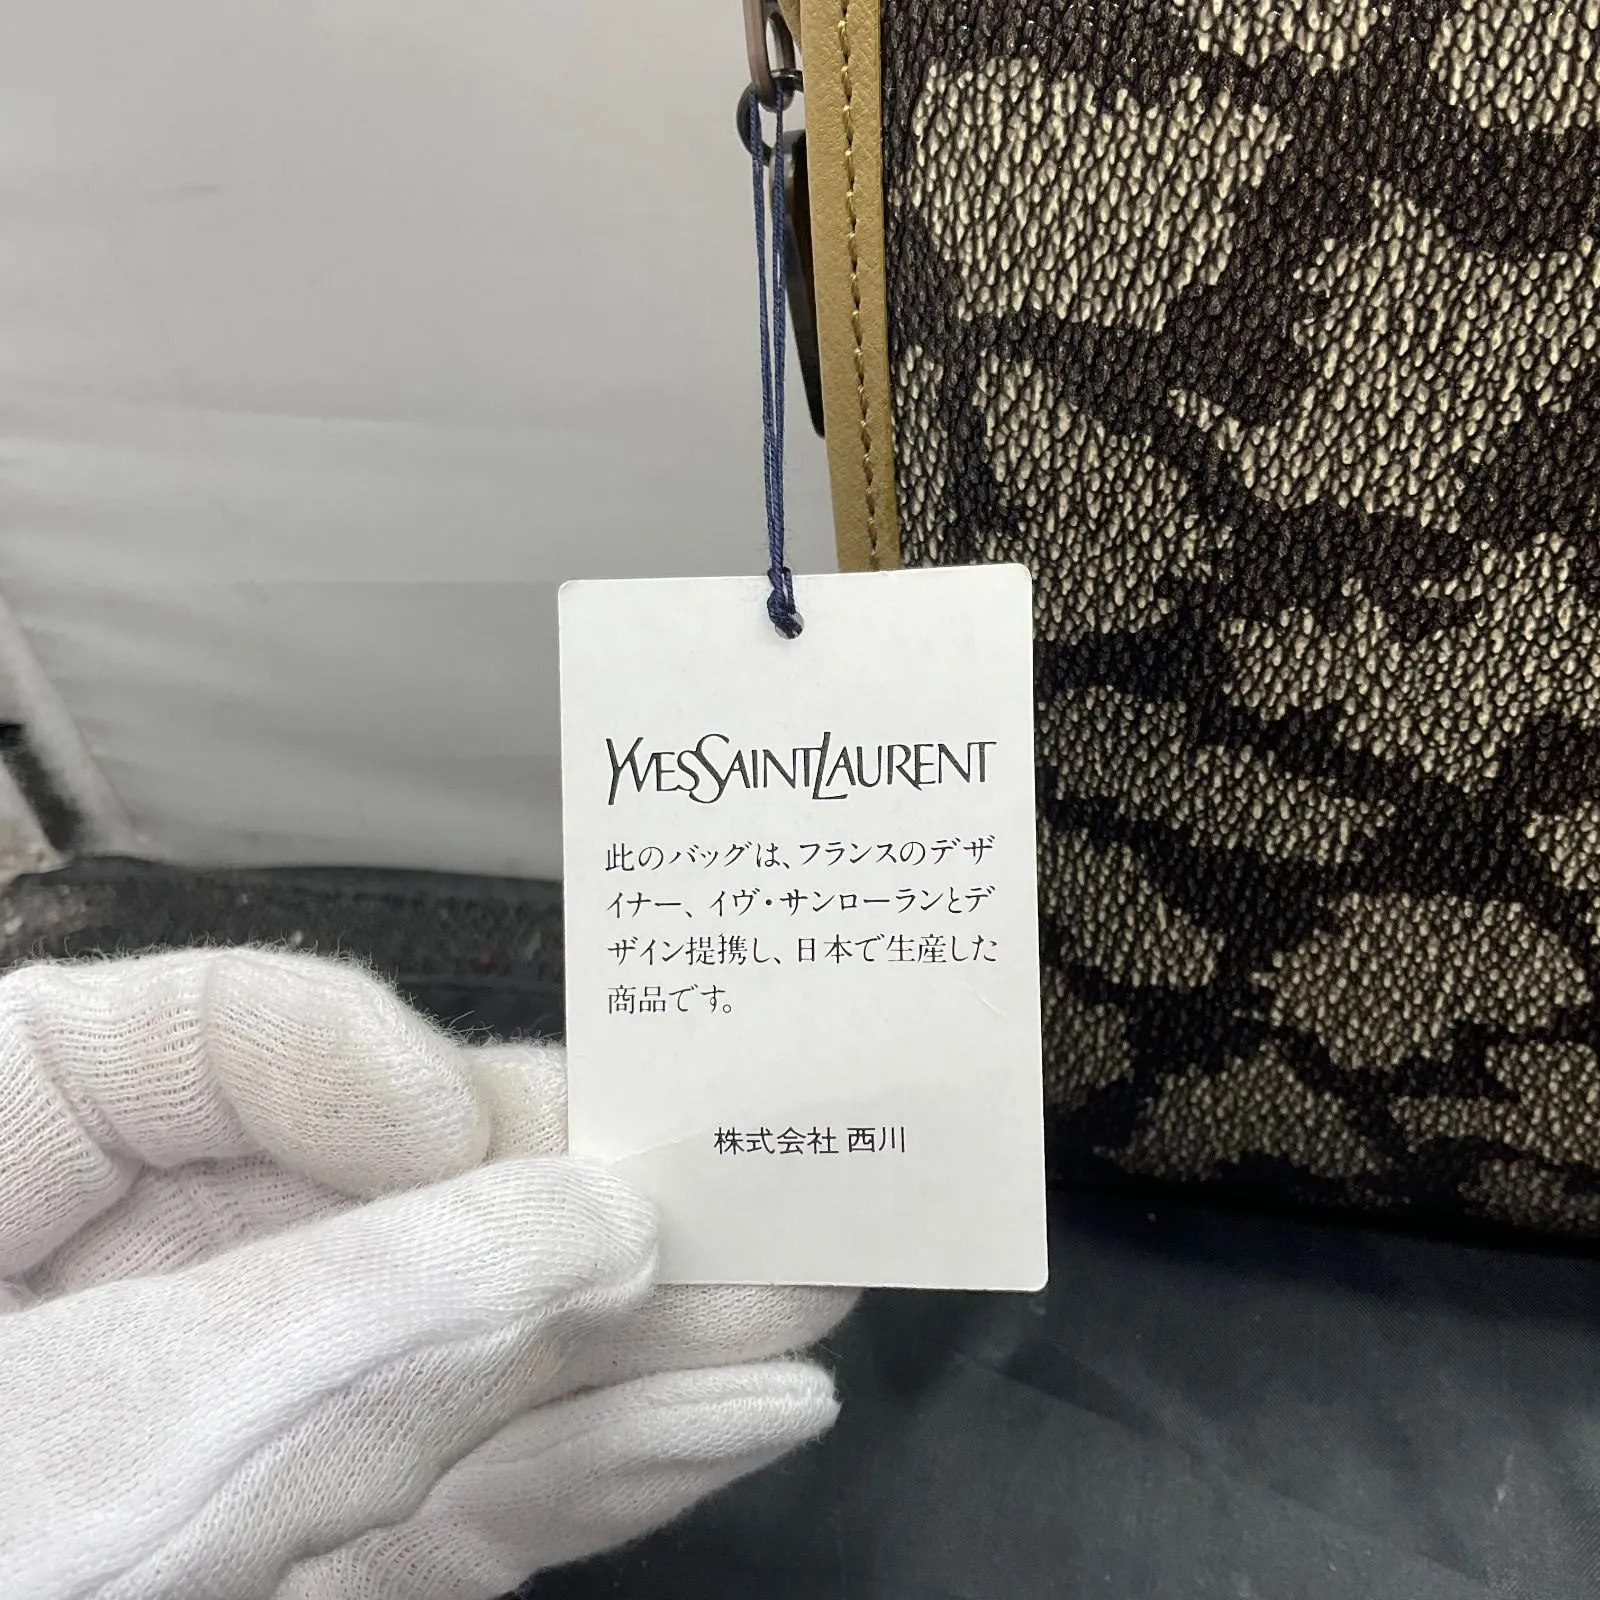 YVESSAINTLAURENT
此のバッグは、フランスのデザ
イナー、イヴ・サンローランとデ
ザイン提携し、日本で生産した
商品です。
株式会社 西川